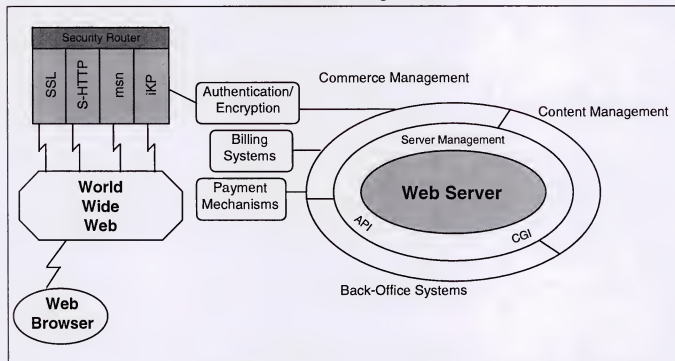 Security Router
SSL
S-HTTP
msn
iKP
Authentication/
Encryption
Commerce Management
Content Management
Billing
Systems
Server Management
World
Wide
Web
Payment
Mechanisms
Web Server
API
CGI
Back-Office Systems
Web
Browser